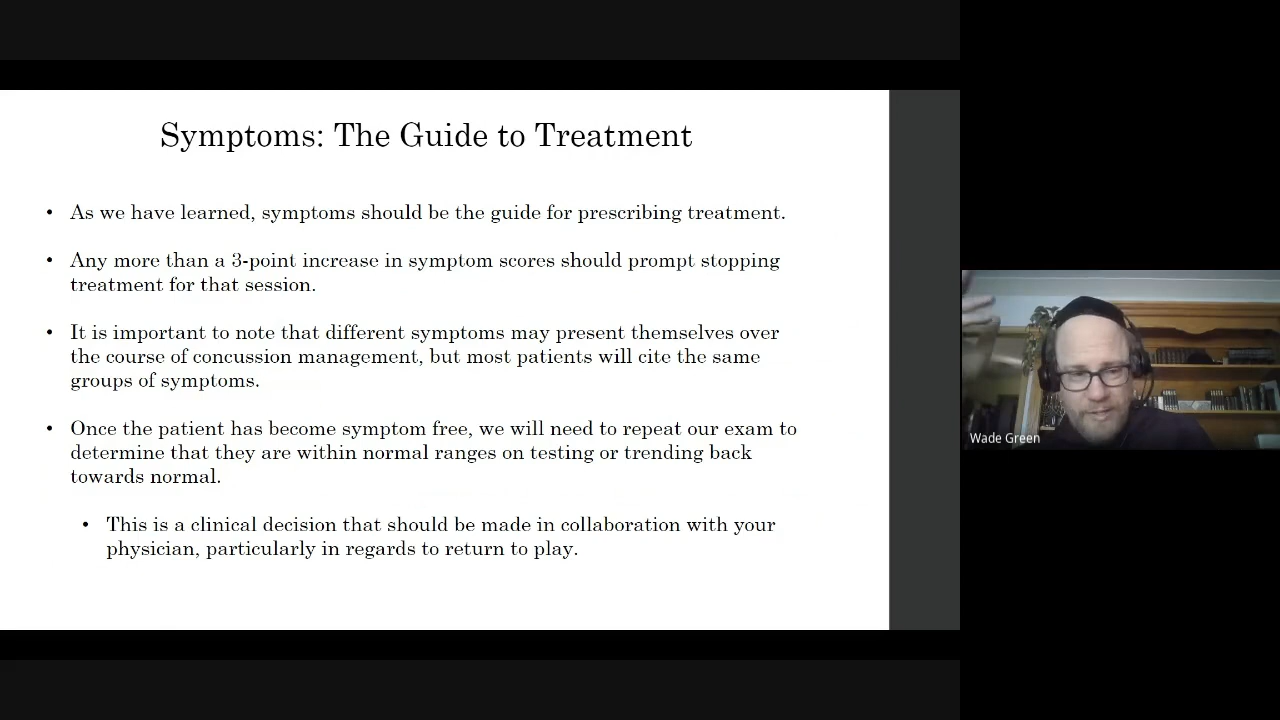 Symptoms: The Guide to Treatment
• As we have learned, symptoms should be the guide for prescribing treatment.
• Any more than a 3-point increase in symptom scores should prompt stopping
treatment for that session.
• It is important to note that different symptoms may present themselves over
the course of concussion management, but most patients will cite the same
groups of symptoms.
• Once the patient has become symptom free, we will need to repeat our exam to
determine that they are within normal ranges on testing or trending back
towards normal.
• This is a clinical decision that should be made in collaboration with your
physician, particularly in regards to return to play.
Wade Green